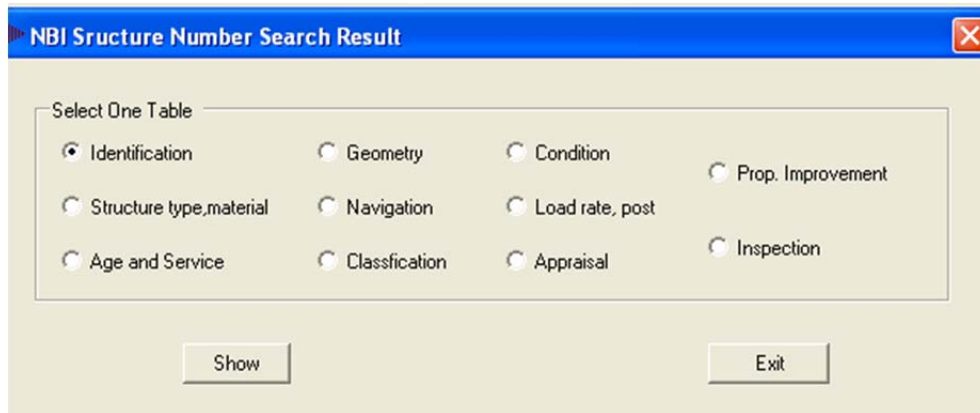 NBI Sructure Number Search Result
Select One Table
Identification Geometry Condition Prop. Improvement
Structure type,material Navigation Load rate, post
Age and Service Classfication Appraisal Inspection
Show Exit